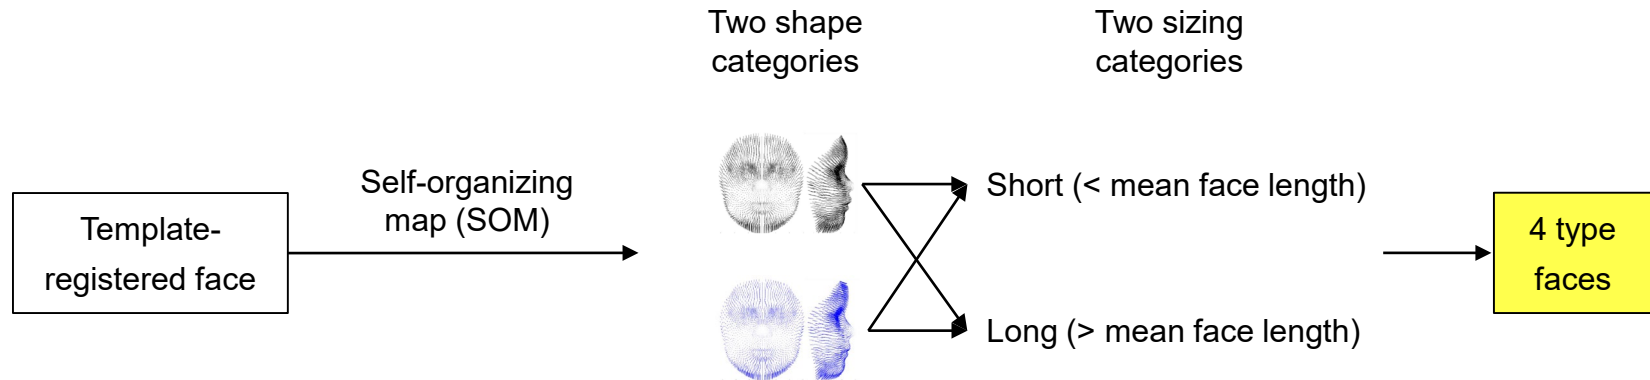 Two shape
categories
Two sizing
categories
Self-organizing
map (SOM)
Template-
registered face
Short (< mean face length)
Long (> mean face length)
4 type
faces